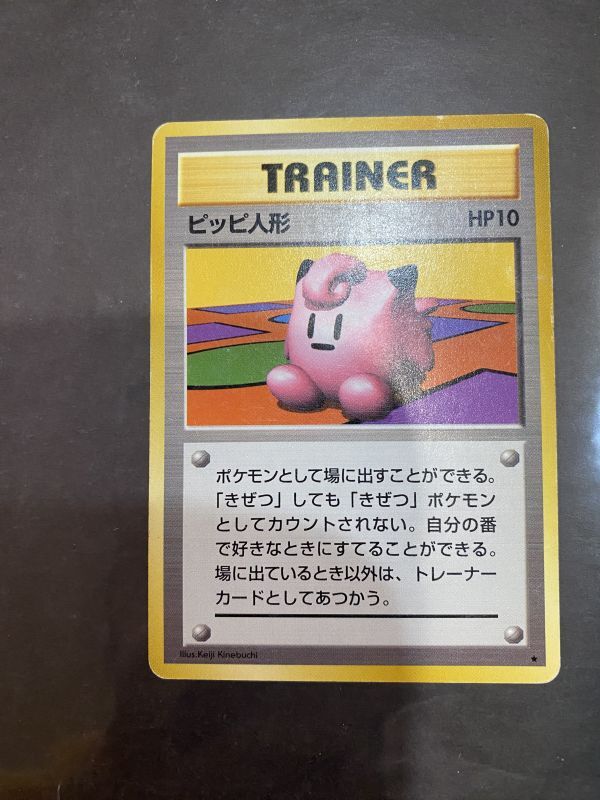 TRAINER
ピッピ人形 HP10
ポケモンとして場に出すことができる。
「きぜつ」しても「きぜつ」ポケモン
としてカウントされない。自分の番
で好きなときにすてることができる。
場に出ているとき以外は、トレーナー
カードとしてあつかう。
Illus.Keiji Kinebuchi ★